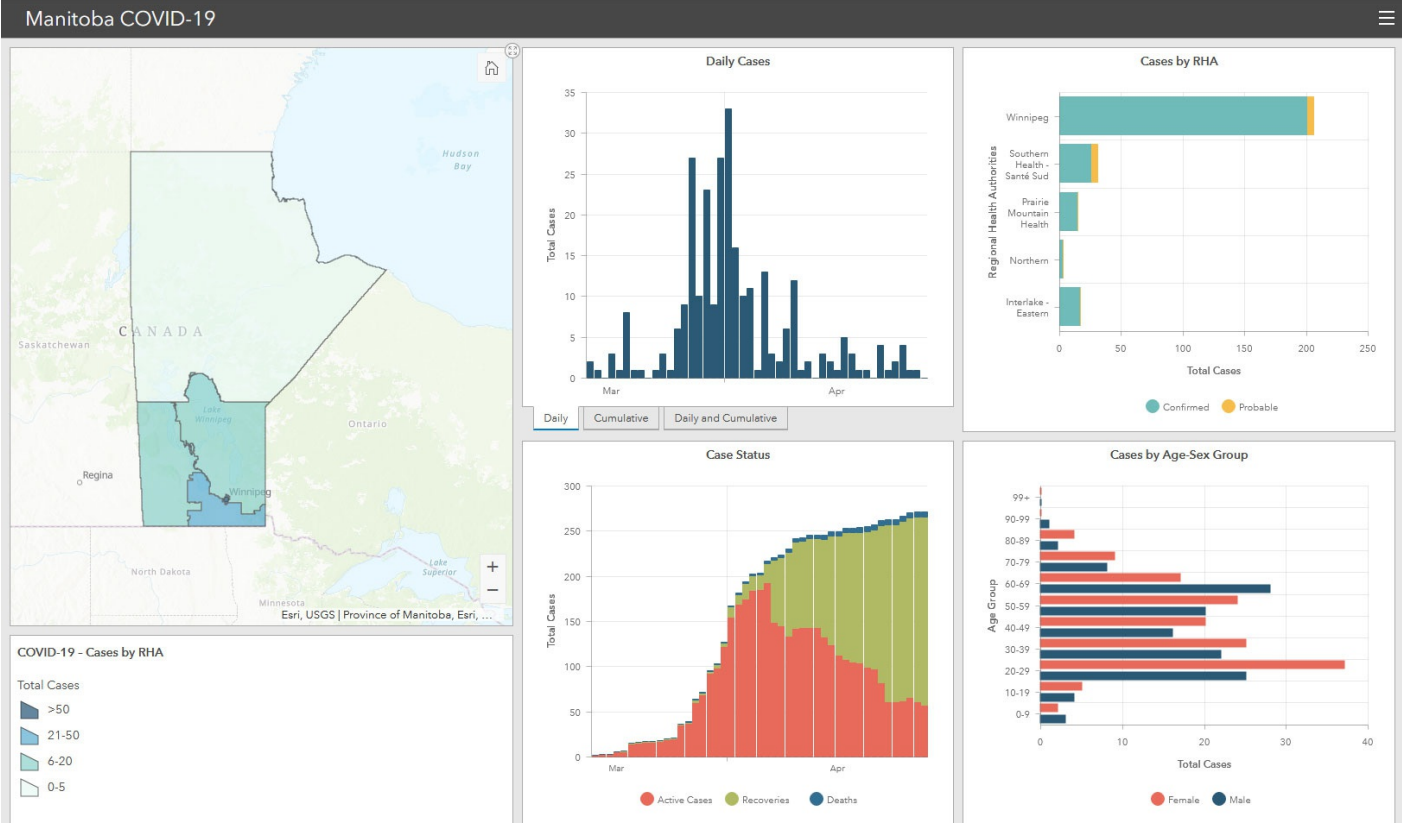 Manitoba COVID-19
Hudson
Bay
CANADA
Saskatchewan
Lake
Winnipeg
Ontario
Regina
Winnipeg
North Dakota
Lake
Superior
Minnesota
Esri, USGS | Province of Manitoba, Esri, ...
+
−
COVID-19 - Cases by RHA
Total Cases
>50
21-50
6-20
0-5
Daily Cases
Total Cases
35
30
25
20
15
10
5
0
Mar
Apr
Daily
Cumulative
Daily and Cumulative
Case Status
Total Cases
300
250
200
150
100
50
0
Mar
Apr
Active Cases
Recoveries
Deaths
Cases by RHA
Regional Health Authorities
Winnipeg
Southern
Health -
Santé Sud
Prairie
Mountain
Health
Northern
Interlake -
Eastern
0 50 100 150 200 250
Total Cases
Confirmed
Probable
Cases by Age-Sex Group
Age Group
99+
90-99
80-89
70-79
60-69
50-59
40-49
30-39
20-29
10-19
0-9
0 10 20 30 40
Total Cases
Female
Male